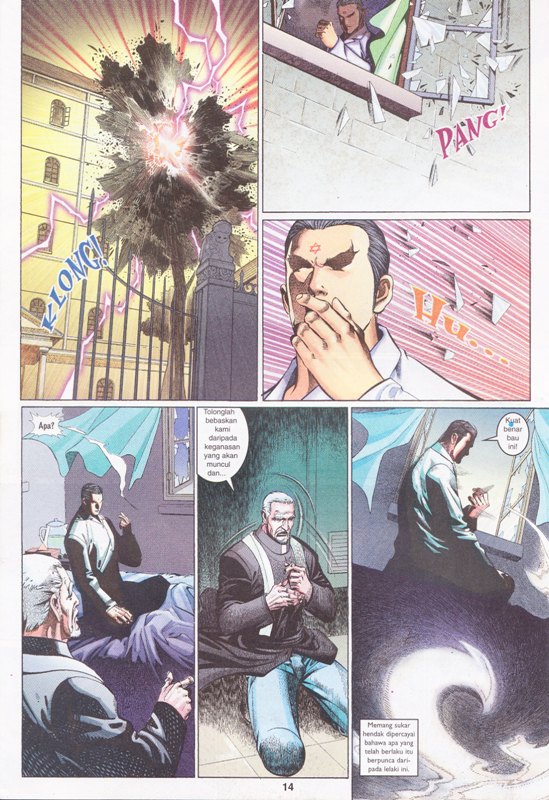 KLONG!
PANG!
Hu...
Apa?
Tolonglah
bebaskan
kami
daripada
keganasan
yang akan
muncul
dan...
Kuat
benar
bau
ini!
Memang sukar
hendak dipercayai
bahawa apa yang
telah berlaku itu
berpunca dari-
pada lelaki ini.
14